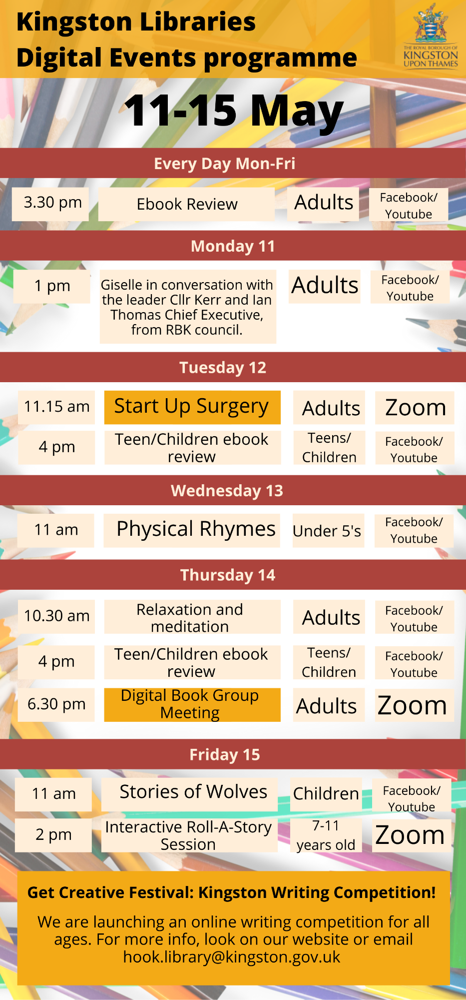 Kingston Libraries
Digital Events programme
THE ROYAL BOROUGH OF
KINGSTON
UPON THAMES
11-15 May
Every Day Mon-Fri
3.30 pm
Ebook Review
Adults
Facebook/
Youtube
Monday 11
1 pm
Giselle in conversation with
the leader Cllr Kerr and Ian
Thomas Chief Executive,
from RBK council.
Adults
Facebook/
Youtube
Tuesday 12
11.15 am
Start Up Surgery
Adults
Zoom
4 pm
Teen/Children ebook
review
Teens/
Children
Facebook/
Youtube
Wednesday 13
11 am
Physical Rhymes
Under 5's
Facebook/
Youtube
Thursday 14
10.30 am
Relaxation and
meditation
Adults
Facebook/
Youtube
4 pm
Teen/Children ebook
review
Teens/
Children
Facebook/
Youtube
6.30 pm
Digital Book Group
Meeting
Adults
Zoom
Friday 15
11 am
Stories of Wolves
Children
Facebook/
Youtube
2 pm
Interactive Roll-A-Story
Session
7-11
years old
Zoom
Get Creative Festival: Kingston Writing Competition!
We are launching an online writing competition for all
ages. For more info, look on our website or email
hook.library@kingston.gov.uk